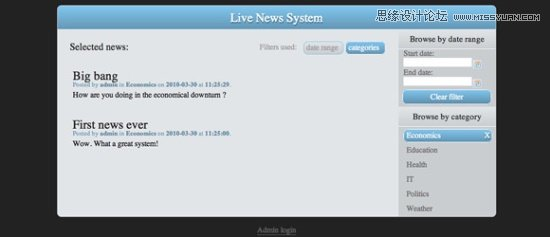 Live News System
思缘设计论坛 WWW.MISSYUAN.COM
Selected news:
Filters used: date range categories
Big bang
Posted by admin in Economics on 2010-03-30 at 11:25:29.
How are you doing in the economical downturn ?
First news ever
Posted by admin in Economics on 2010-03-30 at 11:25:00.
Wow. What a great system!
Browse by date range
Start date:
End date:
Clear filter
Browse by category
Economics X
Education
Health
IT
Politics
Weather
Admin login